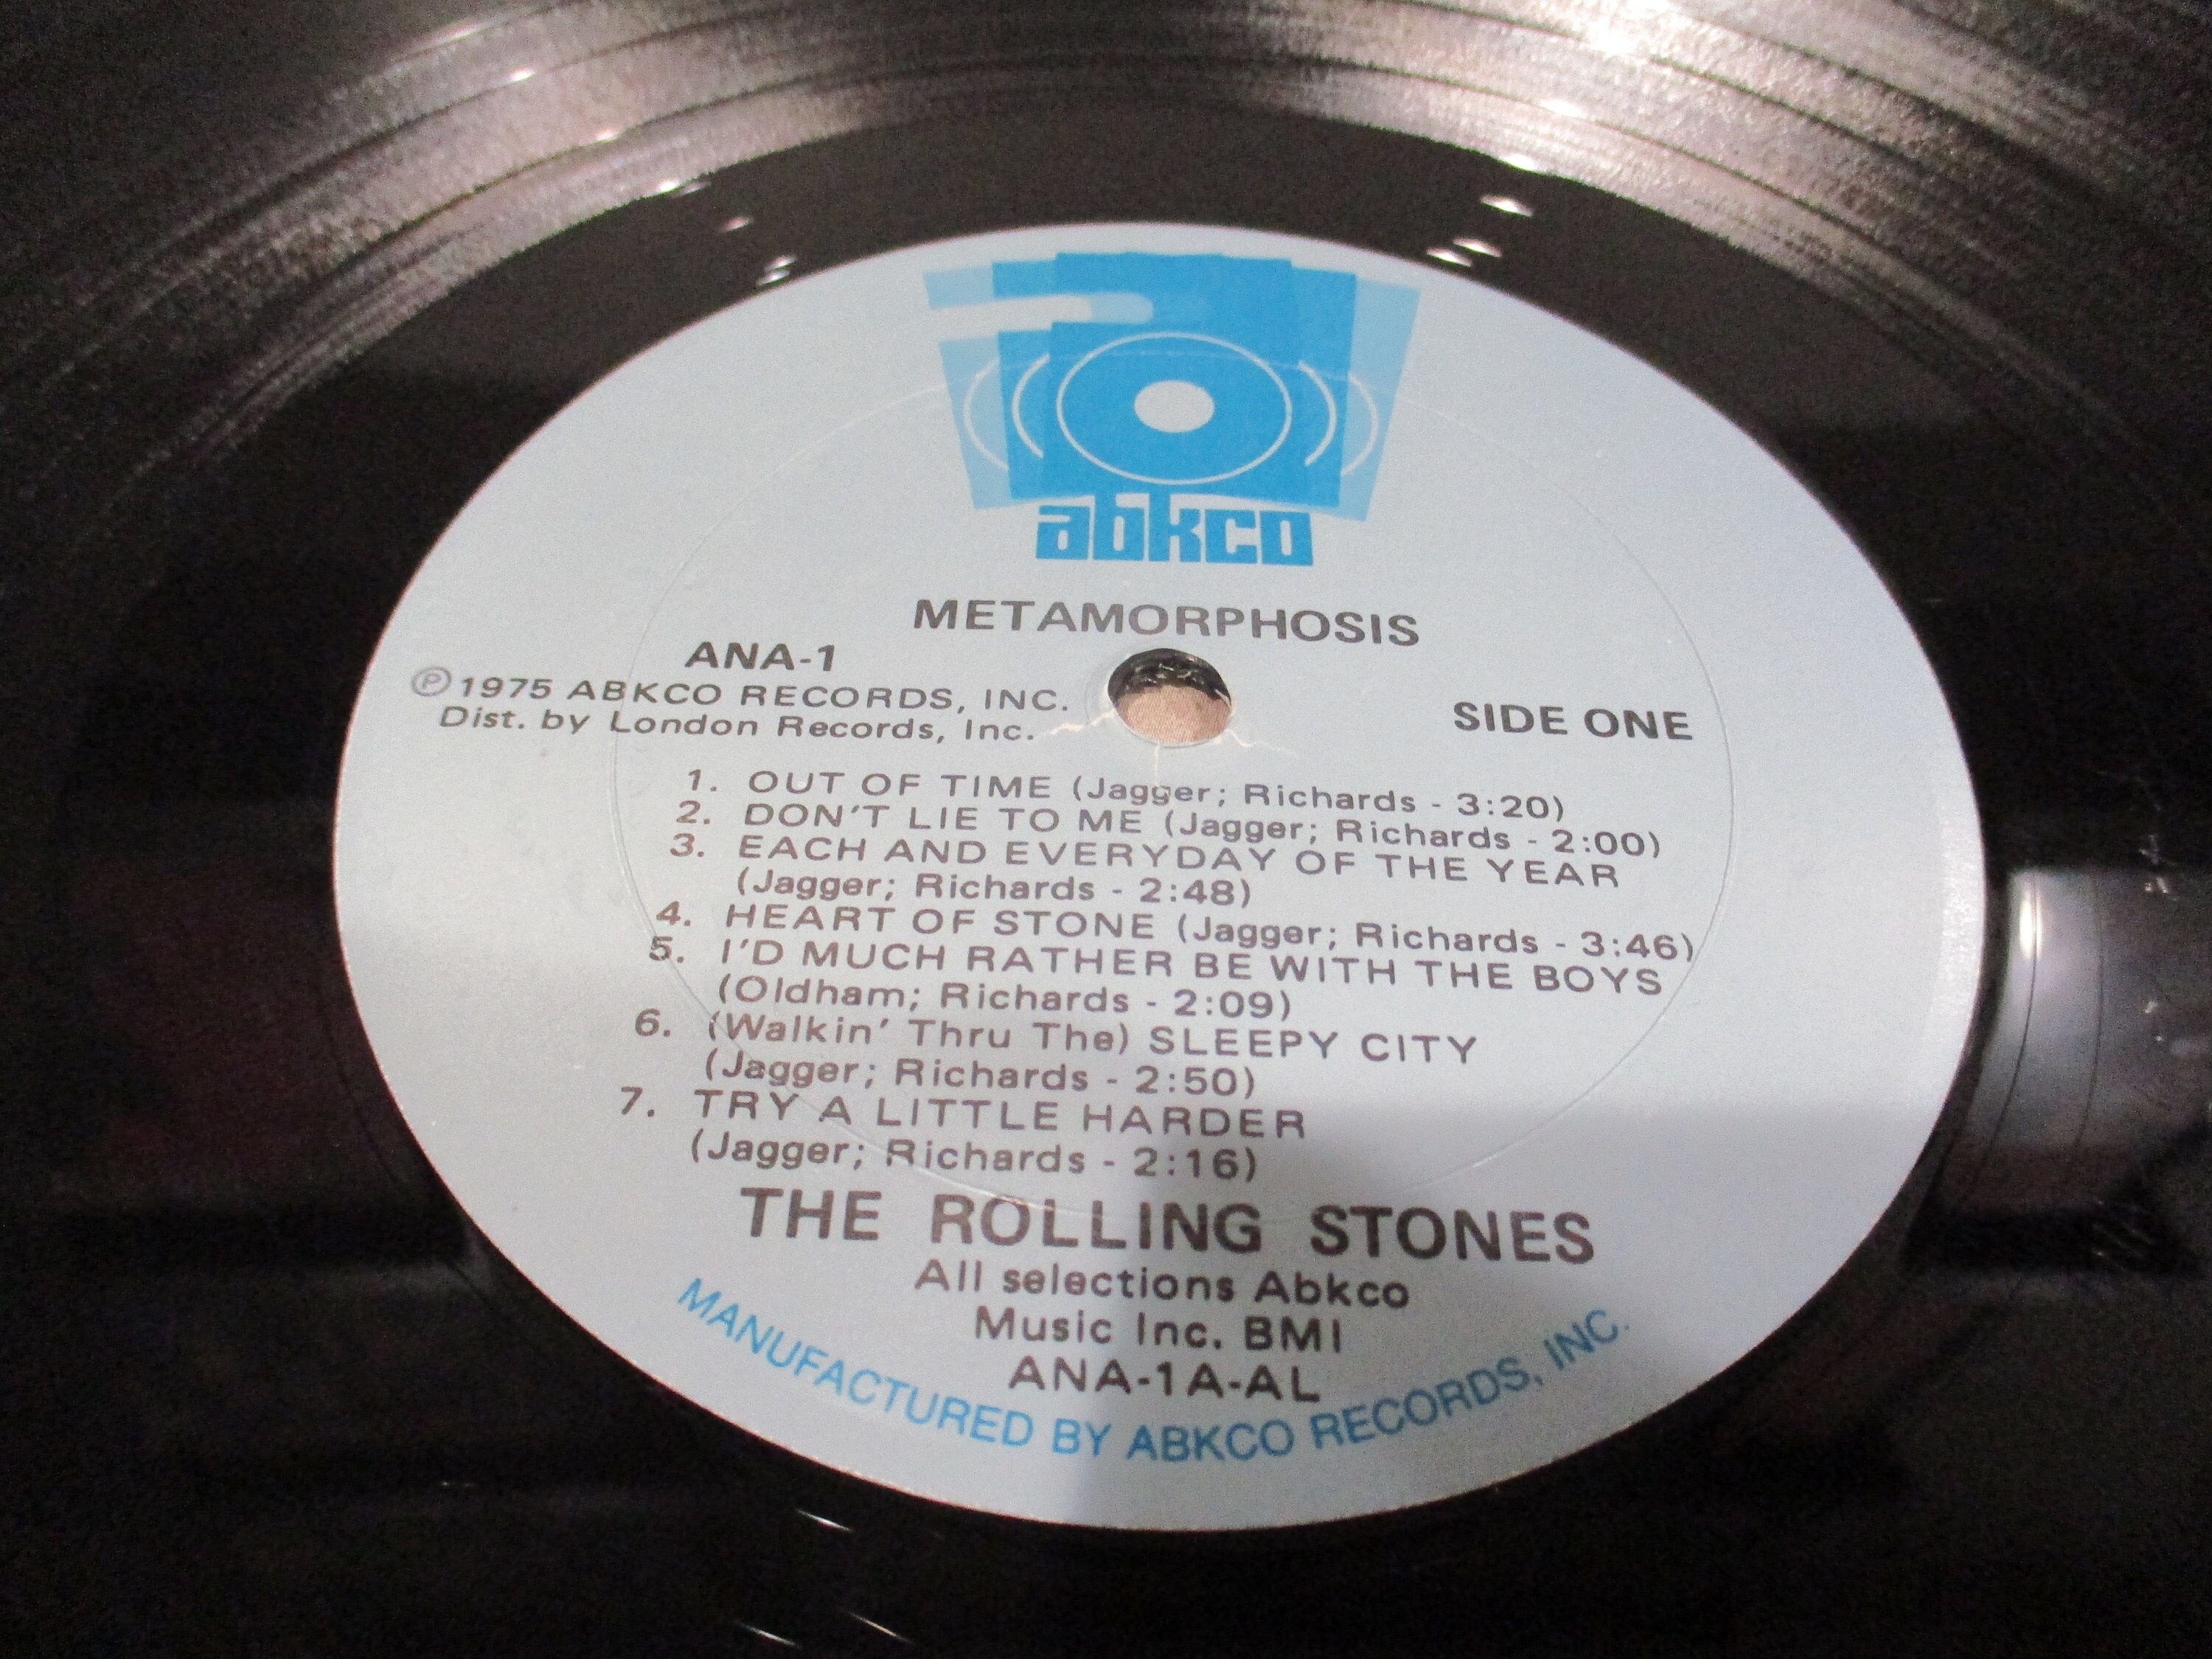 abkco
METAMORPHOSIS
ANA-1
℗1975 ABKCO RECORDS, INC.
Dist. by London Records, Inc.
SIDE ONE
1. OUT OF TIME (Jagger; Richards - 3:20)
2. DON'T LIE TO ME (Jagger; Richards - 2:00)
3. EACH AND EVERYDAY OF THE YEAR
(Jagger; Richards - 2:48)
4. HEART OF STONE (Jagger; Richards - 3:46)
5. I'D MUCH RATHER BE WITH THE BOYS
(Oldham; Richards - 2:09)
6. (Walkin' Thru The) SLEEPY CITY
(Jagger; Richards - 2:50)
7. TRY A LITTLE HARDER
(Jagger; Richards - 2:16)
THE ROLLING STONES
All selections Abkco
Music Inc. BMI
ANA-1A-AL
MANUFACTURED BY ABKCO RECORDS, INC.